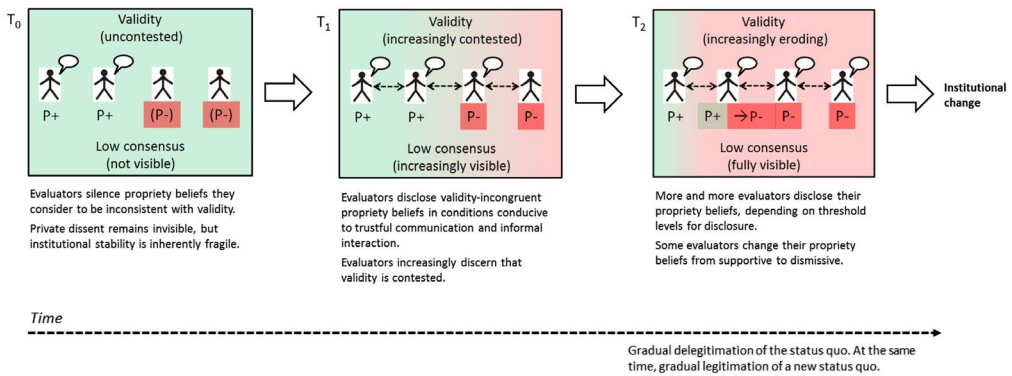 T0
Validity
(uncontested)
P+ P+ (P-) (P-)
Low consensus
(not visible)
Evaluators silence propriety beliefs they
consider to be inconsistent with validity.
Private dissent remains invisible, but
institutional stability is inherently fragile.
T1
Validity
(increasingly contested)
P+ P+ P- P-
Low consensus
(increasingly visible)
Evaluators disclose validity-incongruent
propriety beliefs in conditions conducive
to trustful communication and informal
interaction.
Evaluators increasingly discern that
validity is contested.
T2
Validity
(increasingly eroding)
P+ P+ →P- P- P-
Low consensus
(fully visible)
More and more evaluators disclose their
propriety beliefs, depending on threshold
levels for disclosure.
Some evaluators change their propriety
beliefs from supportive to dismissive.
Institutional
change
Time
Gradual delegitimation of the status quo. At the same
time, gradual legitimation of a new status quo.